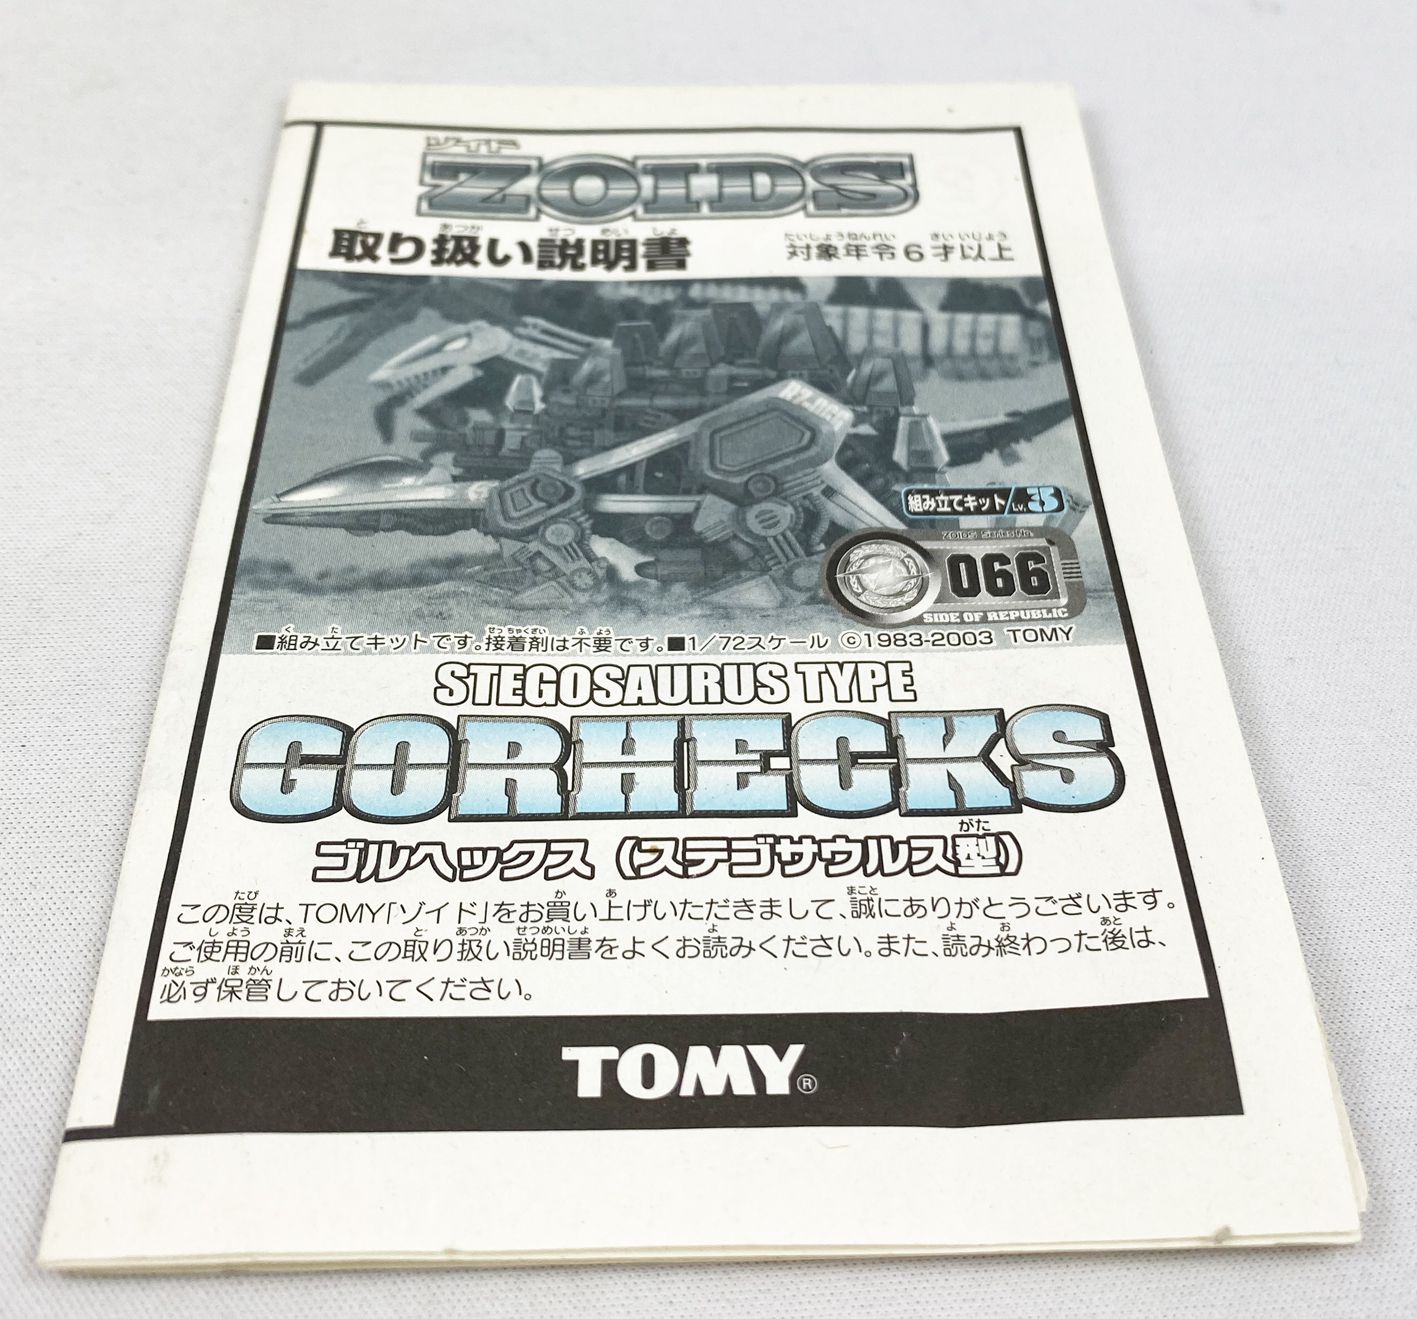 ゾイド
ZOIDS
取り扱い説明書 対象年令6才以上
RZ-066
組み立てキット/Lv.5
ZOIDS Series No.
066
SIDE OF REPUBLIC
■組み立てキットです。接着剤は不要です。■1/72スケール ©1983-2003 TOMY
STEGOSAURUS TYPE
GORHECKS
ゴルヘックス(ステゴサウルス型)
この度は、TOMY「ゾイド」をお買い上げいただきまして、誠にありがとうございます。
ご使用の前に、この取り扱い説明書をよくお読みください。また、読み終わった後は、
必ず保管しておいてください。
TOMY®